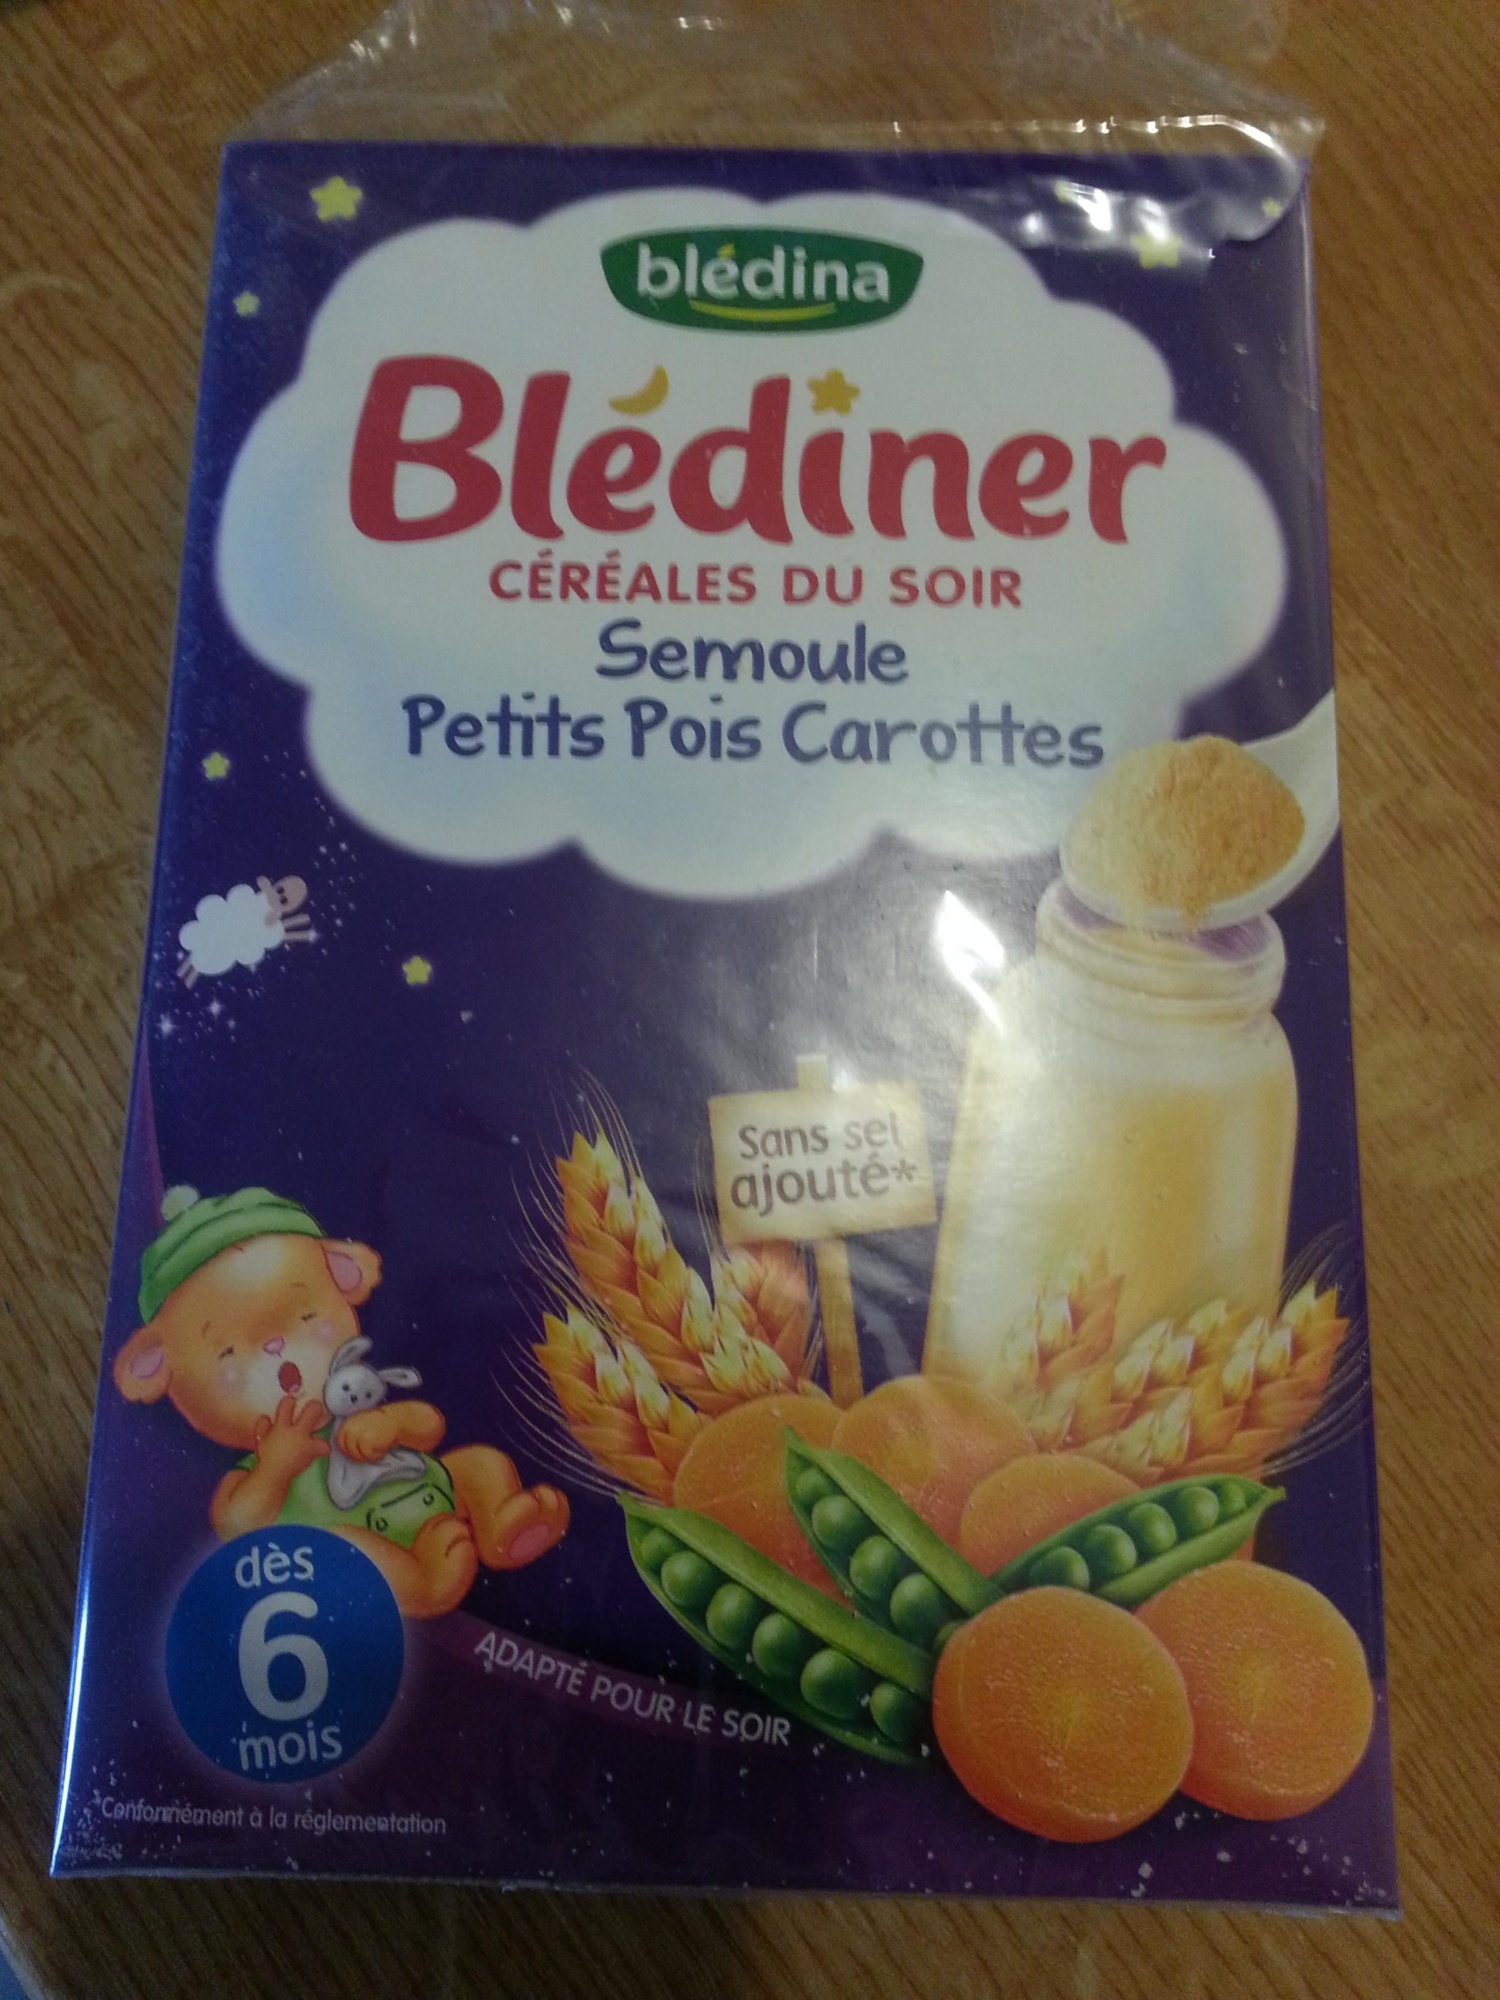 blédina
Blédiner
CÉRÉALES DU SOIR
Semoule
Petits Pois Carottes
Sans sel
ajouté*
dès
6
mois
ADAPTÉ POUR LE SOIR
*Conformément à la réglementation